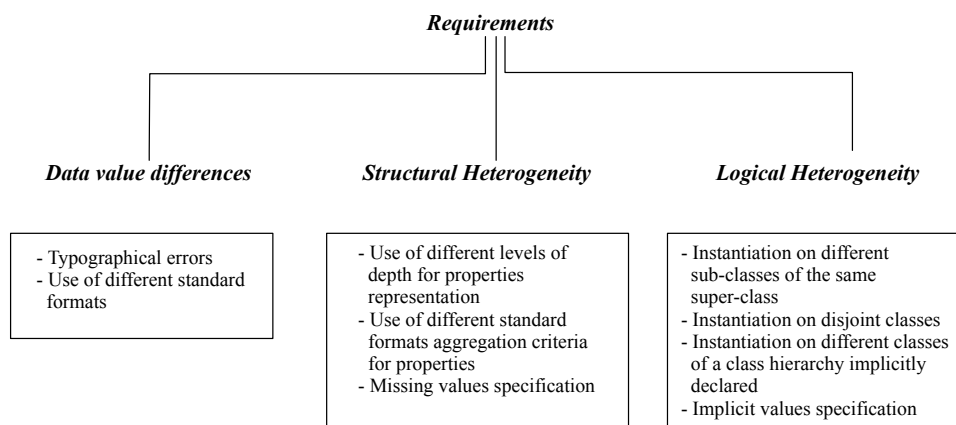 Requirements
Data value differences
Structural Heterogeneity
Logical Heterogeneity
- Typographical errors
- Use of different standard
formats
- Use of different levels of
depth for properties
representation
- Use of different standard
formats aggregation criteria
for properties
- Missing values specification
- Instantiation on different
sub-classes of the same
super-class
- Instantiation on disjoint classes
- Instantiation on different classes
of a class hierarchy implicitly
declared
- Implicit values specification